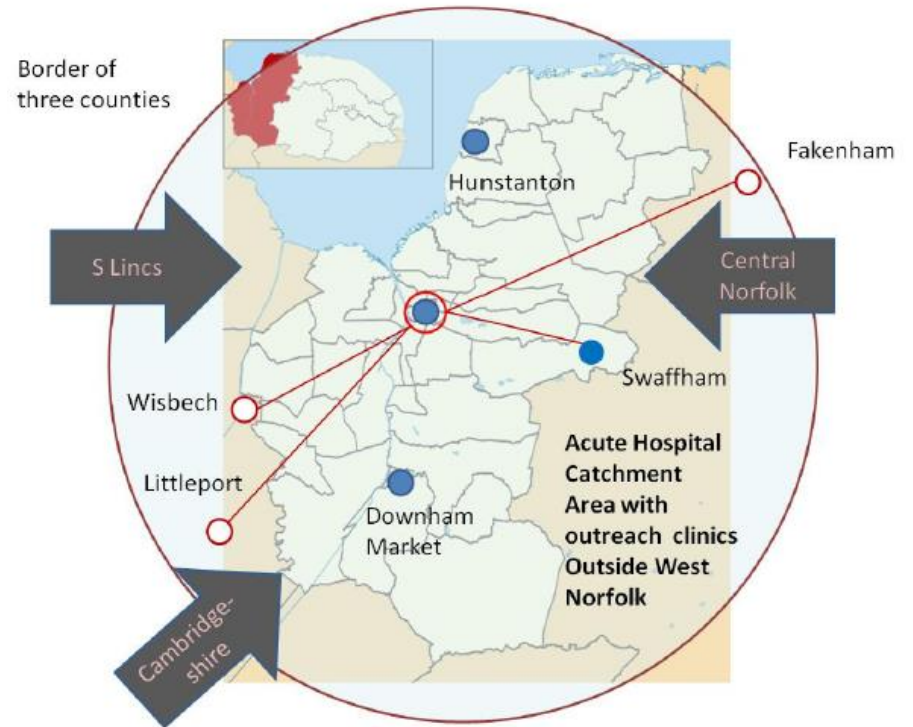 Border of
three counties
Fakenham
Hunstanton
S Lincs
Central
Norfolk
Swaffham
Wisbech
Littleport
Downham
Market
Acute Hospital
Catchment
Area with
outreach clinics
Outside West
Norfolk
Cambridge-
shire